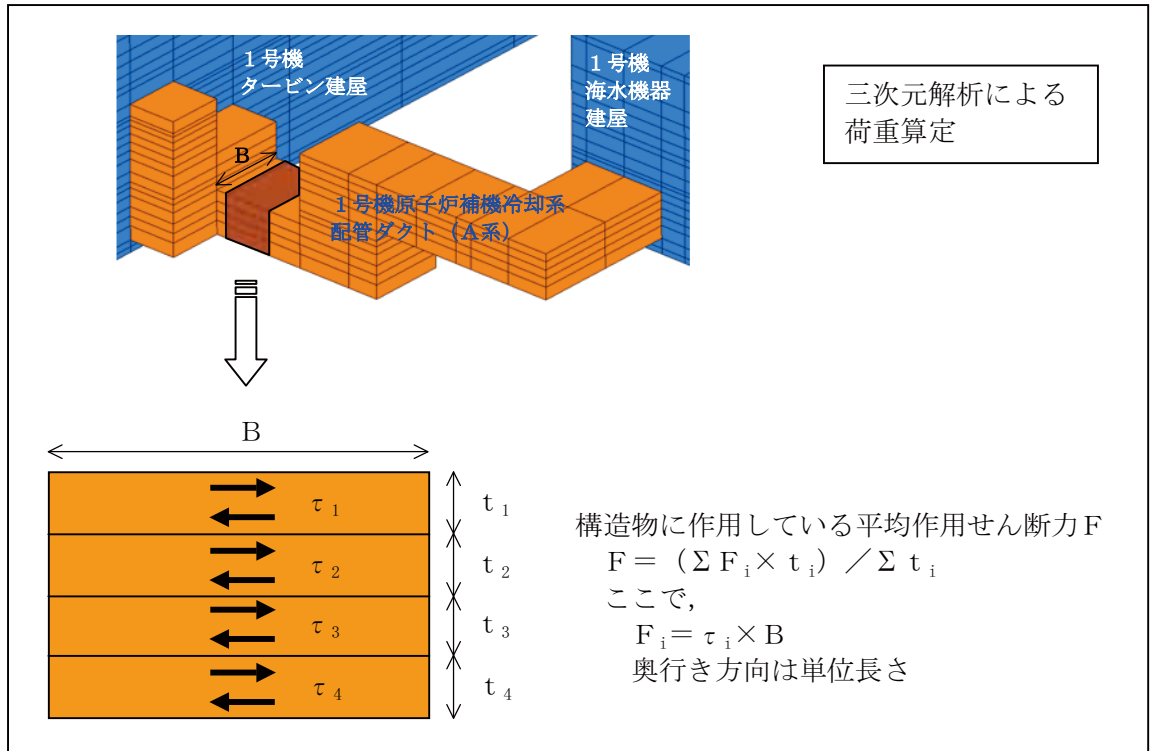 １号機
タービン建屋
１号機
海水機器
建屋
三次元解析による
荷重算定
B
１号機原子炉補機冷却系
配管ダクト（A系）
B
τ₁
t₁
τ₂
t₂
τ₃
t₃
τ₄
t₄
構造物に作用している平均作用せん断力F
F＝（ΣFᵢ×tᵢ）／Σtᵢ
ここで，
Fᵢ＝τᵢ×B
奥行き方向は単位長さ